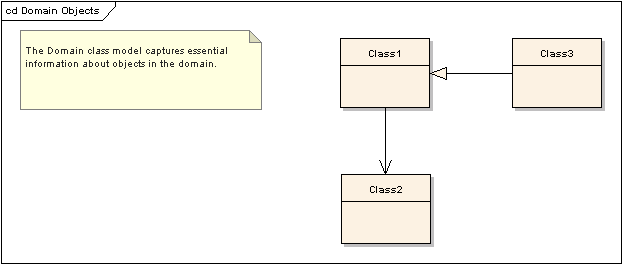 cd Domain Objects
The Domain class model captures essential
information about objects in the domain.
Class1
Class3
Class2